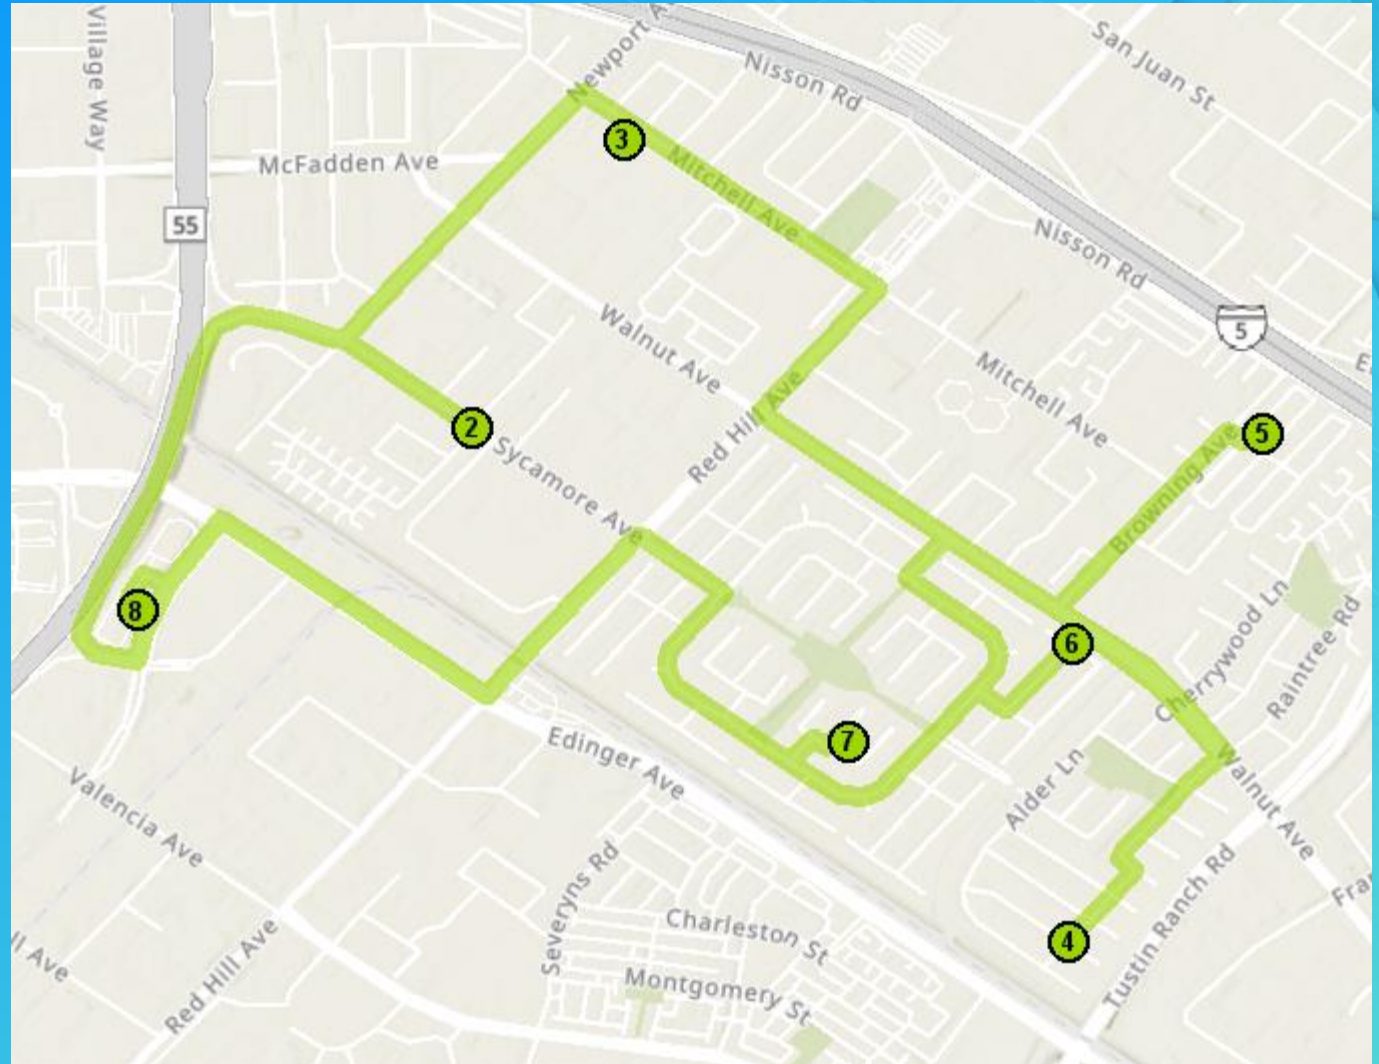 Village Way
Newport A
Nisson Rd
San Juan St
3
McFadden Ave
Mitchell Ave
55
Nisson Rd
5
E
Walnut Ave
Mitchell Ave
Red Hill Ave
2
Sycamore Ave
5
Browning Ave
8
6
Cherrywood Ln
Raintree Rd
7
Edinger Ave
Alder Ln
Walnut Ave
Valencia Ave
Severyns Rd
Tustin Ranch Rd
Fra
Charleston St
4
ll Ave
Red Hill Ave
Montgomery St